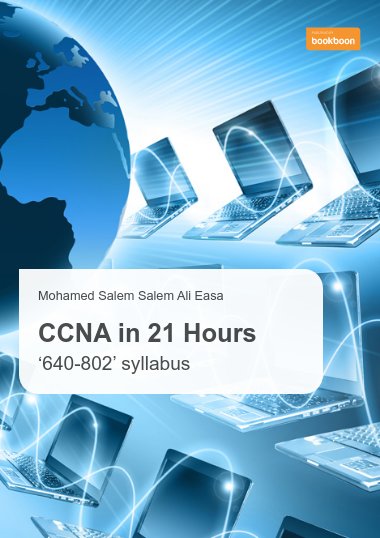 bookboon
Mohamed Salem Salem Ali Easa
CCNA in 21 Hours
‘640-802’ syllabus